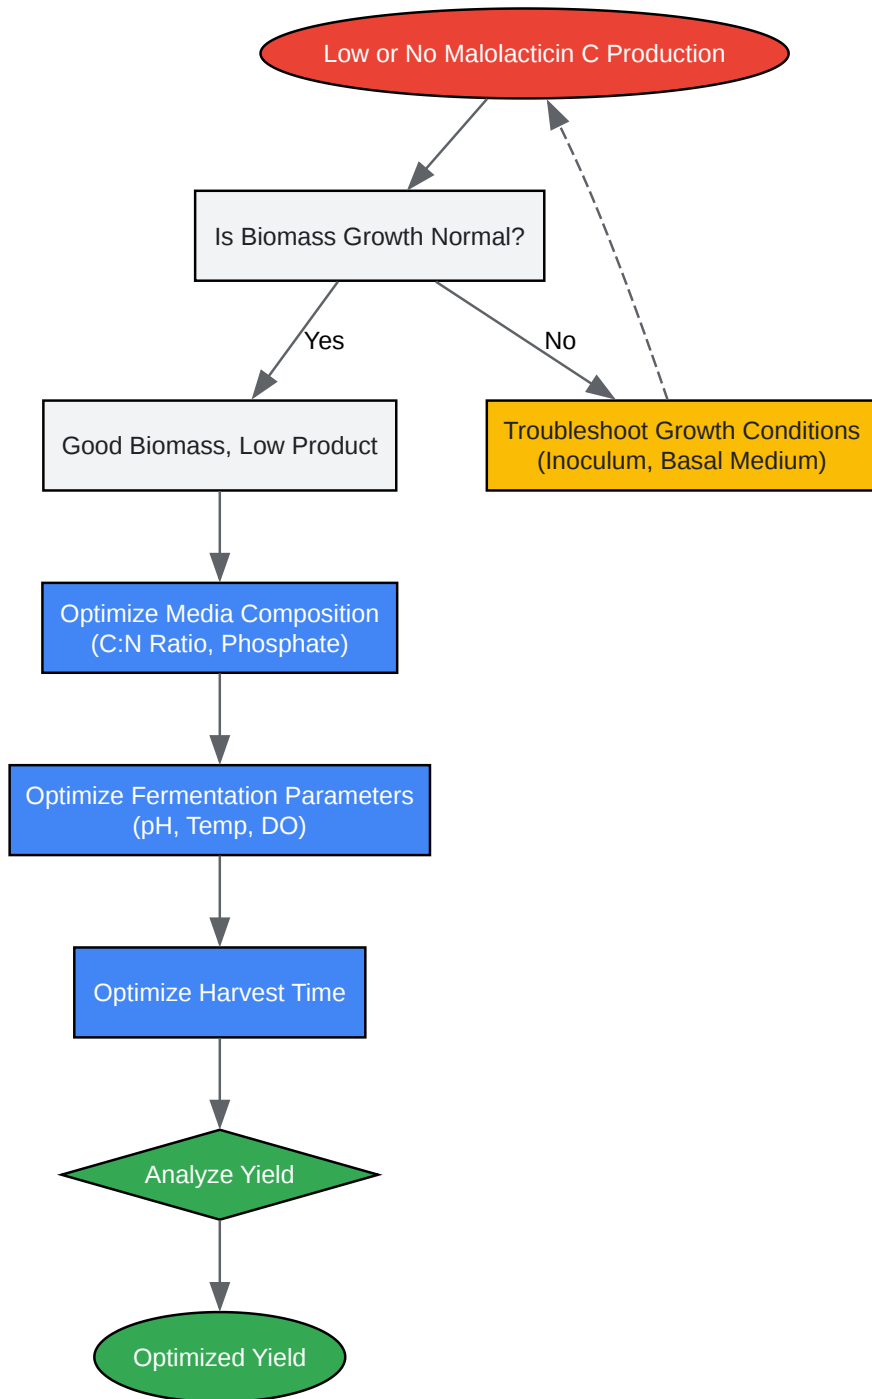 Low or No Malolacticin C Production
Is Biomass Growth Normal?
Yes
No
Good Biomass, Low Product
Troubleshoot Growth Conditions
(Inoculum, Basal Medium)
Optimize Media Composition
(C:N Ratio, Phosphate)
Optimize Fermentation Parameters
(pH, Temp, DO)
Optimize Harvest Time
Analyze Yield
Optimized Yield